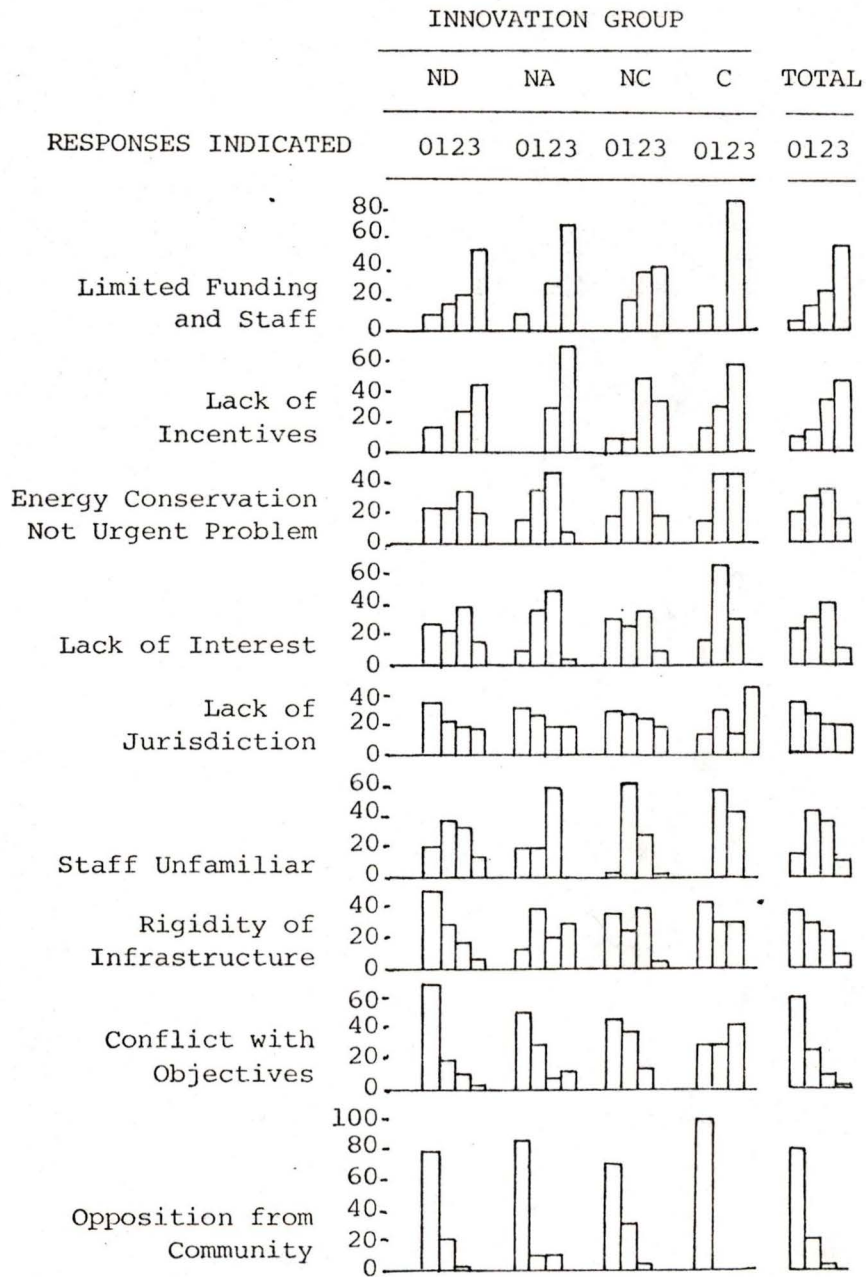 INNOVATION GROUP
ND NA NC C TOTAL
RESPONSES INDICATED 0123 0123 0123 0123 0123
80.
60.
40.
Limited Funding
20.
and Staff
0.
60.
40-
Lack of
20-
Incentives
0.
40-
Energy Conservation
20-
Not Urgent Problem
0.
60-
40-
20-
Lack of Interest
0.
40-
Lack of
20-
Jurisdiction
0.
60-
40-
20-
Staff Unfamiliar
0.
40-
Rigidity of
20-
Infrastructure
0.
60-
40-
Conflict with
20.
Objectives
0.
100-
80-
60-
40-
Opposition from
20-
Community
0.